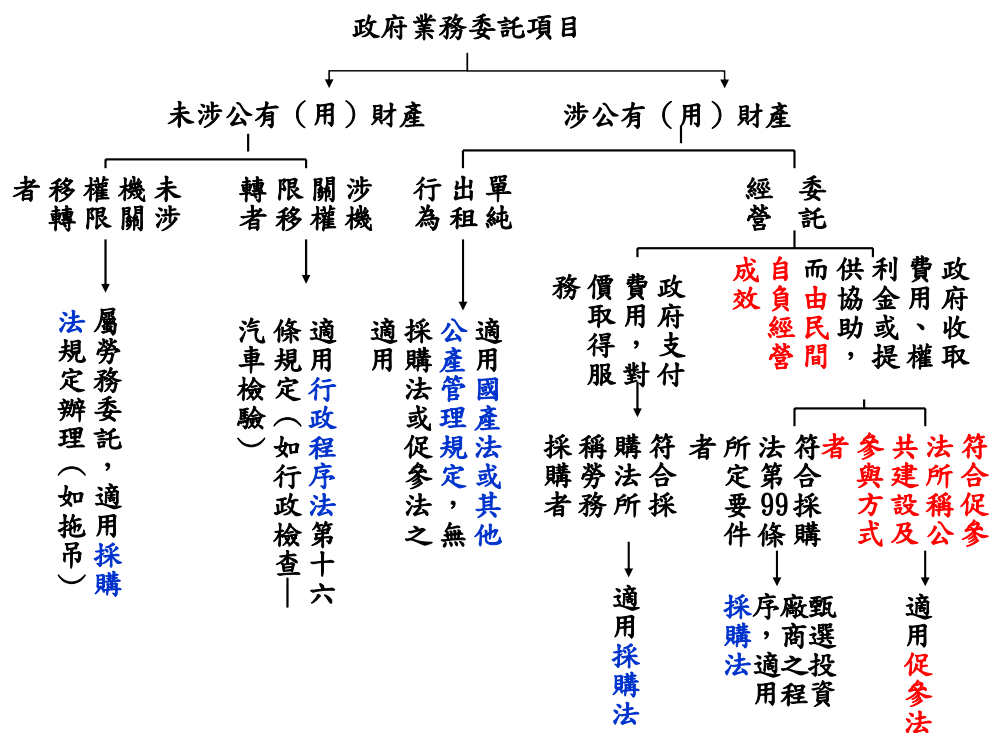 政府業務委託項目
未涉公有（用）財產
涉公有（用）財產
未涉
機關
權限
移轉
者
涉機
關權
限移
轉者
單純
出租
行為
委託
經營
政府支付
費用，對
價取得服
務
政府收取
費用、權
利金或提
供協助，
而由民間
自負經營
成效
屬勞務委託，適用採購
法規定辦理（如拖吊）
適用行政程序法第十六
條規定（如行政檢查—
汽車檢驗）
適用國產法或其他
公產管理規定，無
採購法或促參法之
適用
符合採
購法所
稱勞務
採購者
符合採購
法第99條
所定要件
者
符合促參
法所稱公
共建設及
參與方式
者
適用採購法
甄選投資
廠商之程
序，適用
採購法
適用促參法